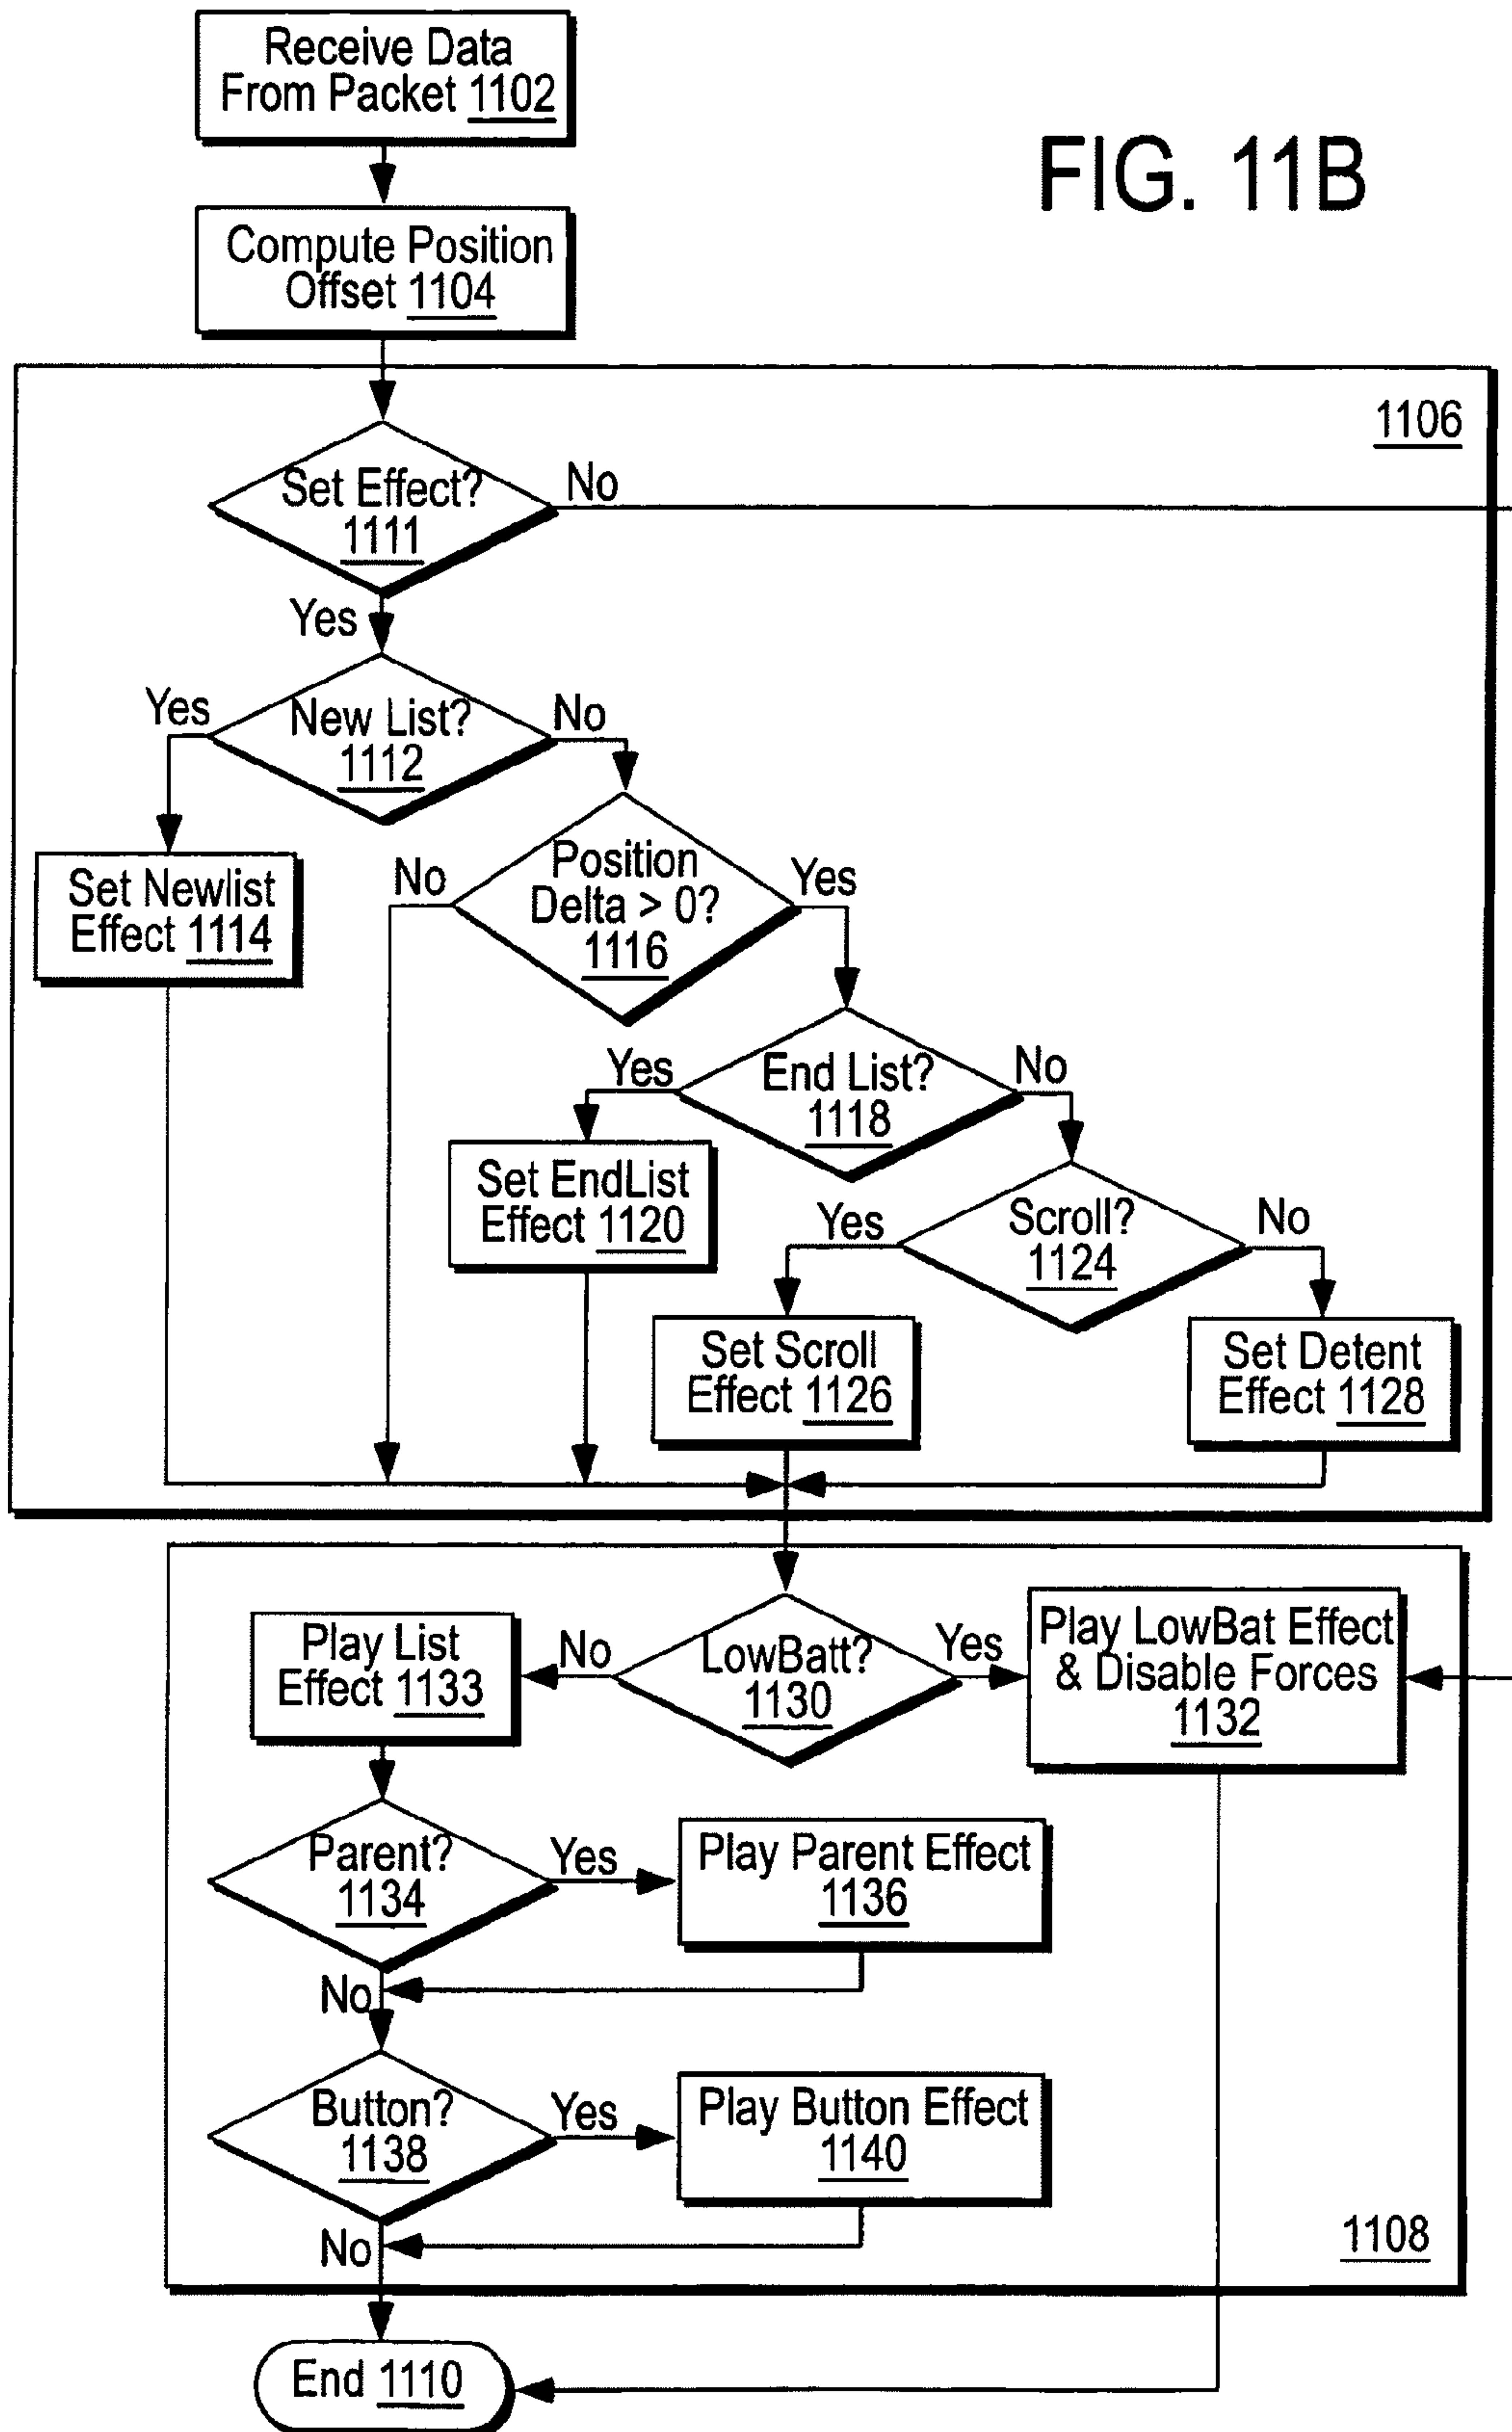 Receive Data
From Packet 1102
FIG. 11B
Compute Position
Offset 1104
1106
Set Effect?
1111
No
Yes
New List?
1112
Yes
No
Set Newlist
Effect 1114
Position
Delta > 0?
1116
No
Yes
End List?
1118
Yes
No
Set EndList
Effect 1120
Scroll?
1124
Yes
No
Set Scroll
Effect 1126
Set Detent
Effect 1128
Play List
Effect 1133
No
LowBatt?
1130
Yes
Play LowBat Effect
& Disable Forces
1132
Parent?
1134
Yes
Play Parent Effect
1136
No
Button?
1138
Yes
Play Button Effect
1140
No
1108
End 1110